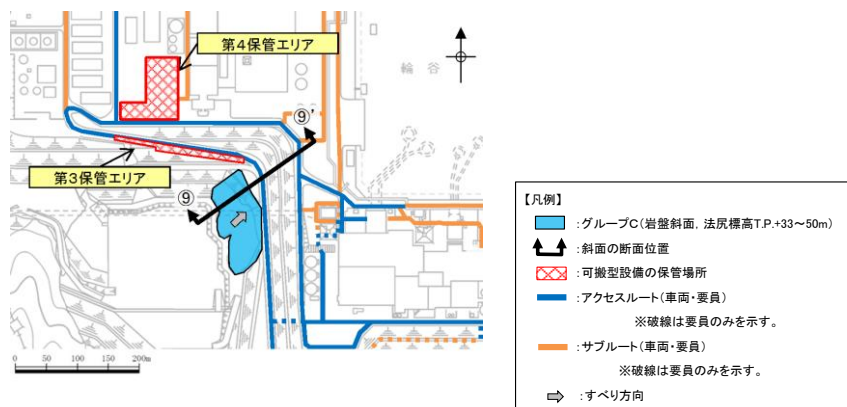 第4保管エリア
輪谷
⑨'
第3保管エリア
⑨
0 50 100 150 200m
【凡例】
:グループC(岩盤斜面, 法尻標高T.P.+33～50m)
:斜面の断面位置
:可搬型設備の保管場所
:アクセスルート(車両・要員)
※破線は要員のみを示す。
:サブルート(車両・要員)
※破線は要員のみを示す。
:すべり方向